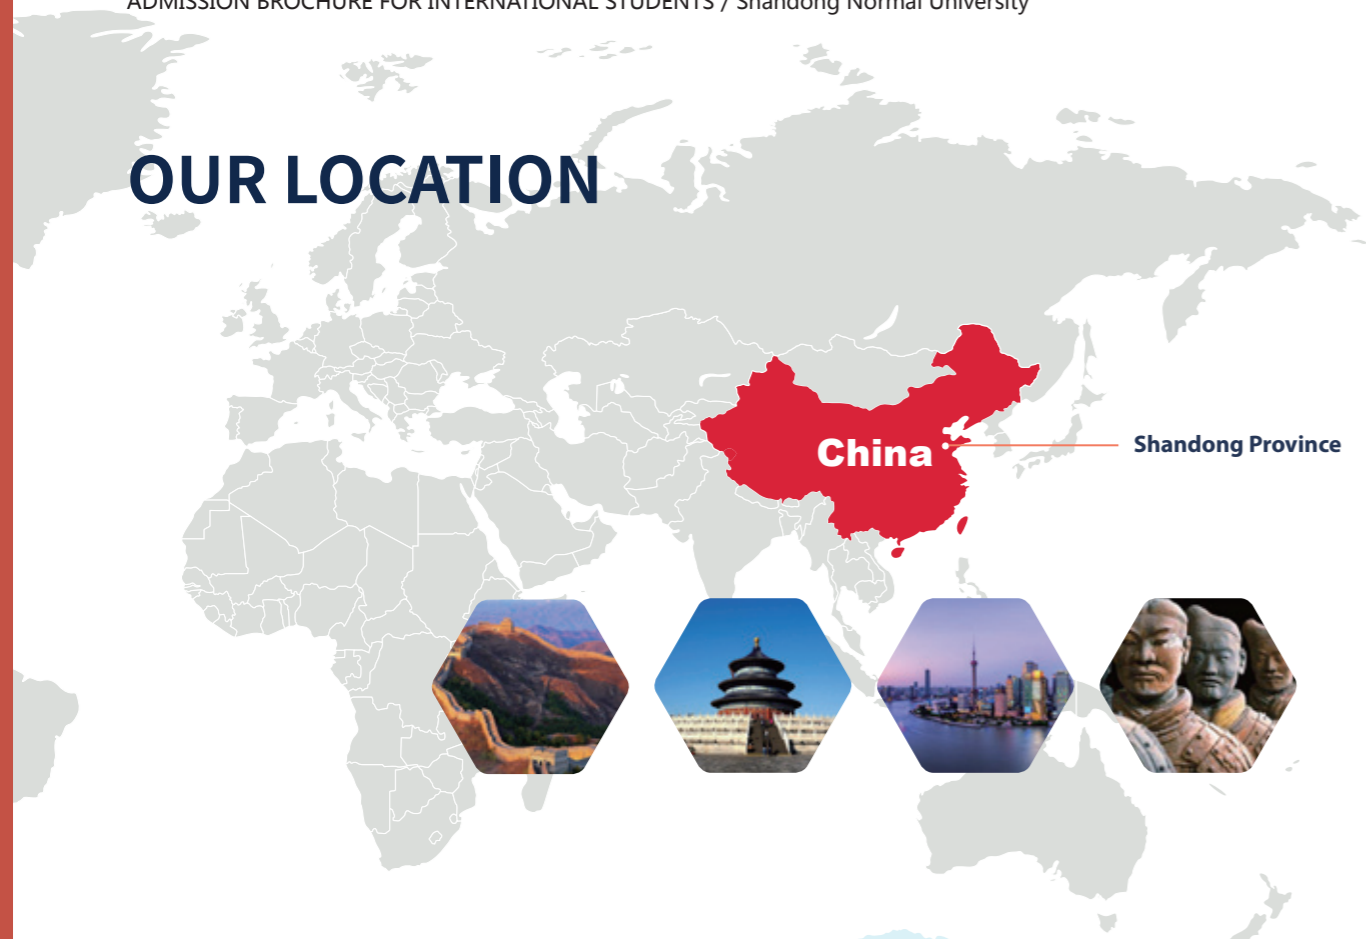 ADMISSION BROCHURE FOR INTERNATIONAL STUDENTS / Shandong Normal University
OUR LOCATION
China
Shandong Province